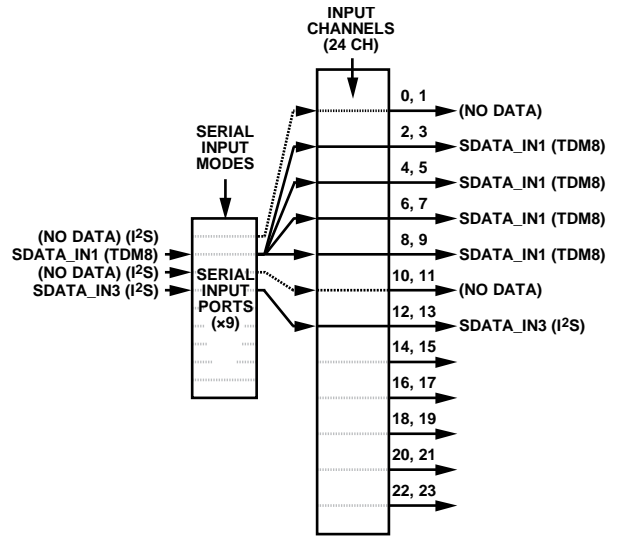 INPUT
CHANNELS
(24 CH)
SERIAL
INPUT
MODES
(NO DATA) (I2S)
SDATA_IN1 (TDM8)
(NO DATA) (I2S)
SDATA_IN3 (I2S)
SERIAL
INPUT
PORTS
(×9)
0, 1
(NO DATA)
2, 3
SDATA_IN1 (TDM8)
4, 5
SDATA_IN1 (TDM8)
6, 7
SDATA_IN1 (TDM8)
8, 9
SDATA_IN1 (TDM8)
10, 11
(NO DATA)
12, 13
SDATA_IN3 (I2S)
14, 15
16, 17
18, 19
20, 21
22, 23